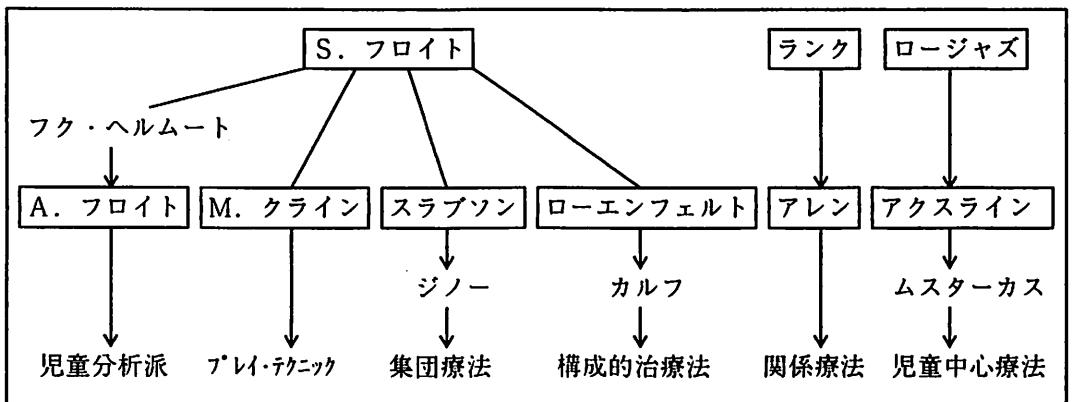 S. フロイト ランク ロージャズ
フク・ヘルムート
A. フロイト M. クライン スラブソン ローエンフェルト アレン アクスライン
ジノー カルフ ムスターカス
児童分析派 プレイ・テクニック 集団療法 構成的治療法 関係療法 児童中心療法